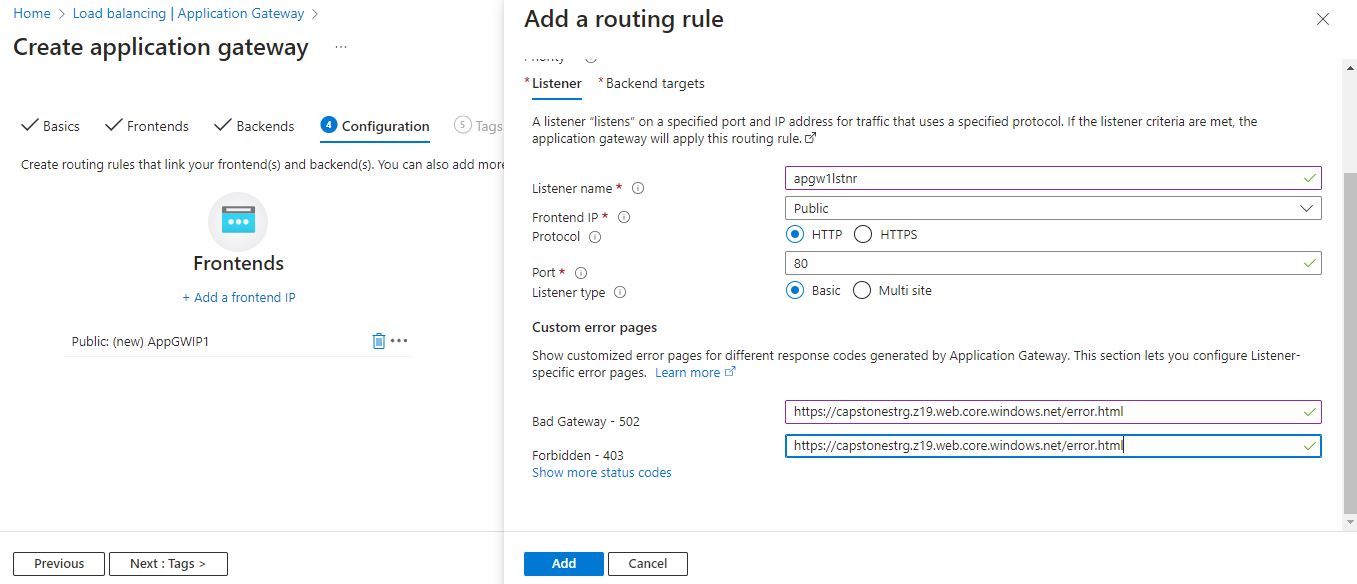 Home > Load balancing | Application Gateway >
Create application gateway ...
Basics Frontends Backends 4 Configuration 5 Tags
Create routing rules that link your frontend(s) and backend(s). You can also add more
Frontends
+ Add a frontend IP
Public: (new) AppGWIP1
Previous
Next : Tags >
Add a routing rule
Priority
* Listener * Backend targets
A listener “listens” on a specified port and IP address for traffic that uses a specified protocol. If the listener criteria are met, the
application gateway will apply this routing rule.
Listener name * apgw1lstnr
Frontend IP * Public
Protocol HTTP HTTPS
Port * 80
Listener type Basic Multi site
Custom error pages
Show customized error pages for different response codes generated by Application Gateway. This section lets you configure Listener-
specific error pages. Learn more
Bad Gateway - 502 https://capstonestrg.z19.web.core.windows.net/error.html
Forbidden - 403 https://capstonestrg.z19.web.core.windows.net/error.html
Show more status codes
Add Cancel